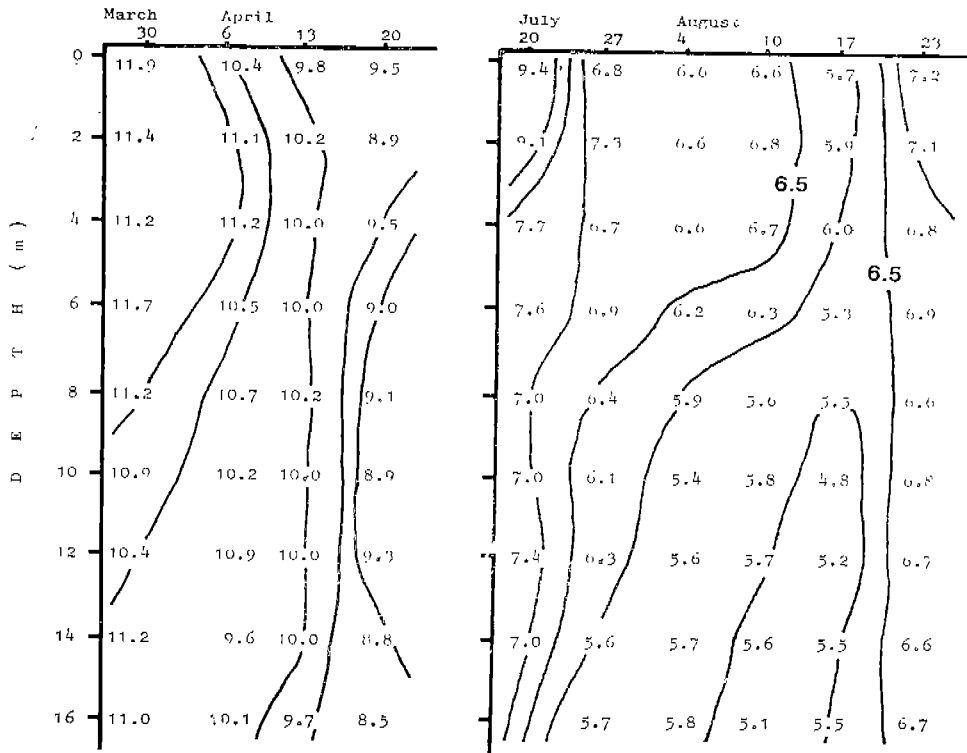 March April July August
30 6 13 20 20 27 4 10 17 23
0 11.9 10.4 9.8 9.5 9.4 6.8 6.6 6.6 5.7 7.2
2 11.4 11.1 10.2 8.9 9.1 7.3 6.6 6.8 5.9 7.1
6.5
4 11.2 11.2 10.0 9.5 7.7 6.7 6.6 6.7 6.0 6.8
6.5
6 11.7 10.5 10.0 9.0 7.6 6.9 6.2 6.3 5.3 6.9
8 11.2 10.7 10.2 9.1 7.0 6.4 5.9 5.6 5.5 6.6
10 10.9 10.2 10.0 8.9 7.0 6.1 5.4 5.8 4.8 6.8
12 10.4 10.9 10.0 9.3 7.4 6.3 5.6 5.7 5.2 6.7
14 11.2 9.6 10.0 8.8 7.0 5.6 5.7 5.6 5.5 6.6
16 11.0 10.1 9.7 8.5 5.7 5.8 5.1 5.5 6.7
DEPTH (m)